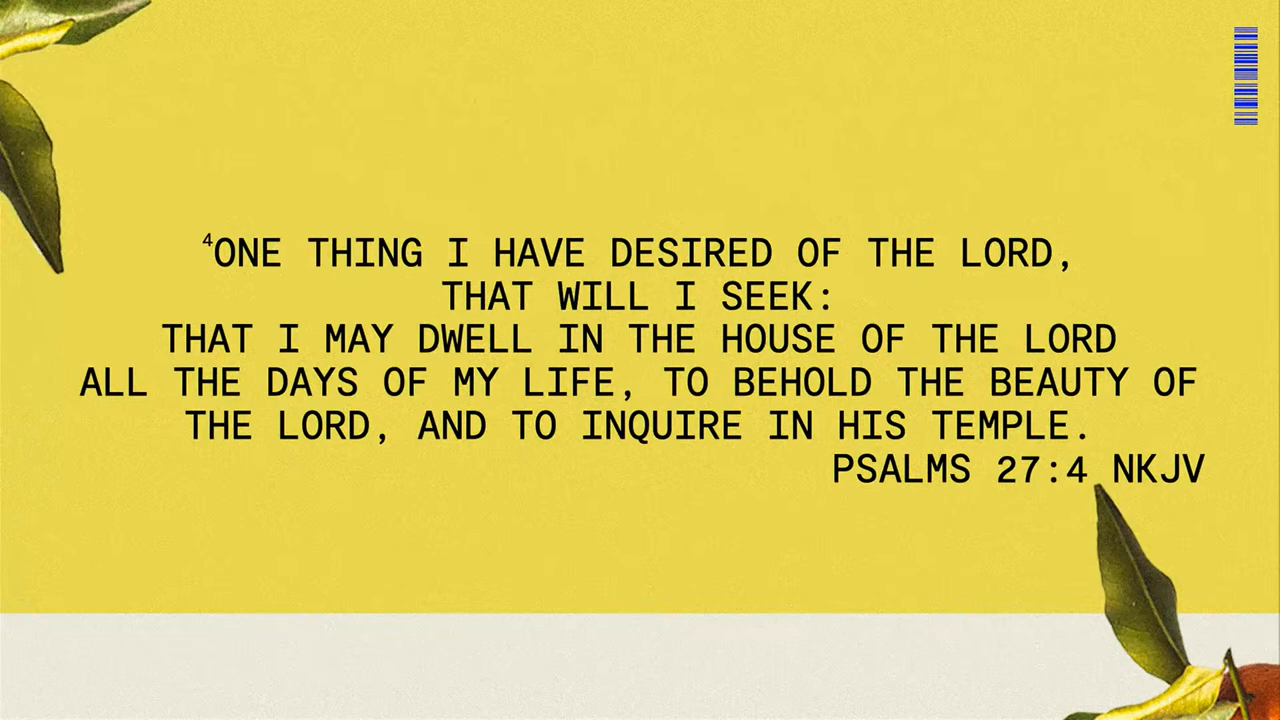 ⁴ONE THING I HAVE DESIRED OF THE LORD,
THAT WILL I SEEK:
THAT I MAY DWELL IN THE HOUSE OF THE LORD
ALL THE DAYS OF MY LIFE, TO BEHOLD THE BEAUTY OF
THE LORD, AND TO INQUIRE IN HIS TEMPLE.
PSALMS 27:4 NKJV